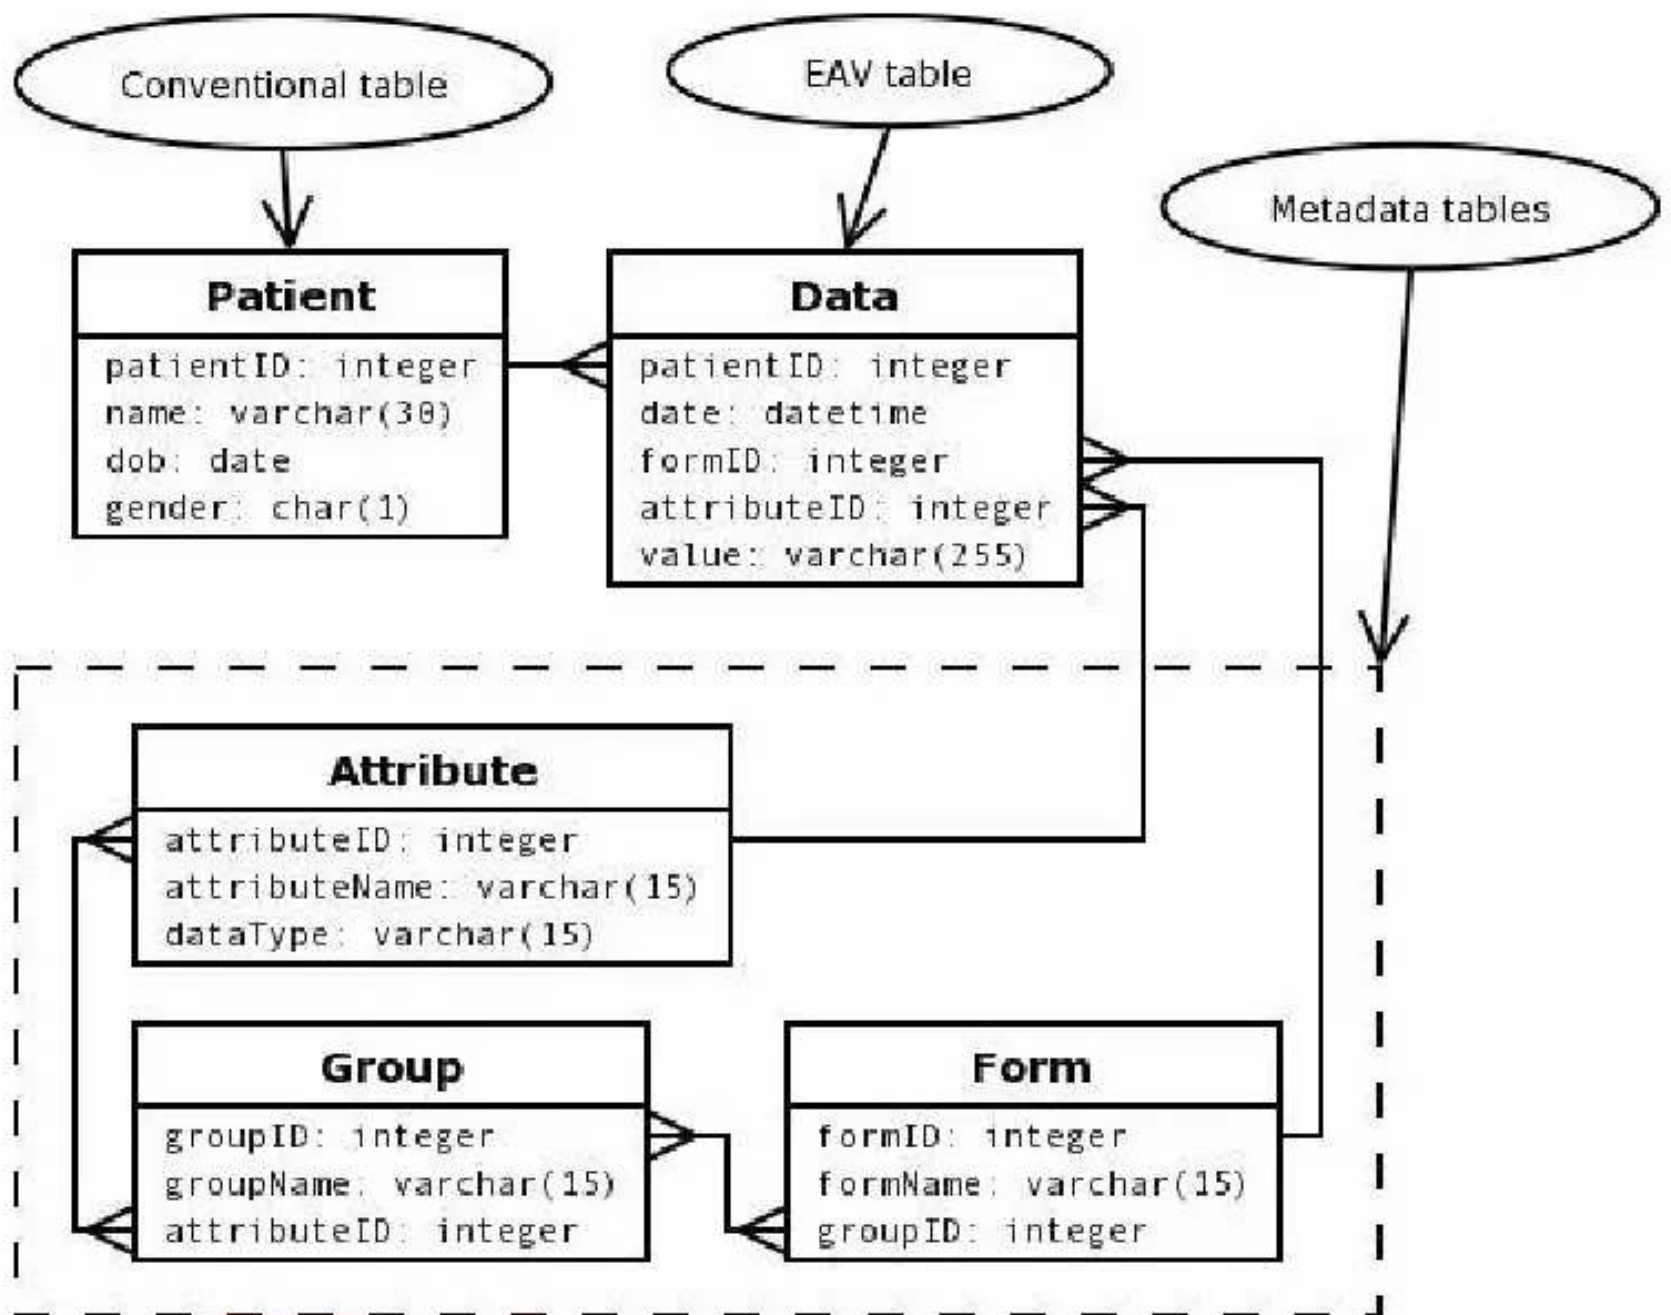 Conventional table
EAV table
Metadata tables
Patient
patientID: integer
name: varchar(30)
dob: date
gender: char(1)
Data
patientID: integer
date: datetime
formID: integer
attributeID: integer
value: varchar(255)
Attribute
attributeID: integer
attributeName: varchar(15)
dataType: varchar(15)
Group
groupID: integer
groupName: varchar(15)
attributeID: integer
Form
formID: integer
formName: varchar(15)
groupID: integer